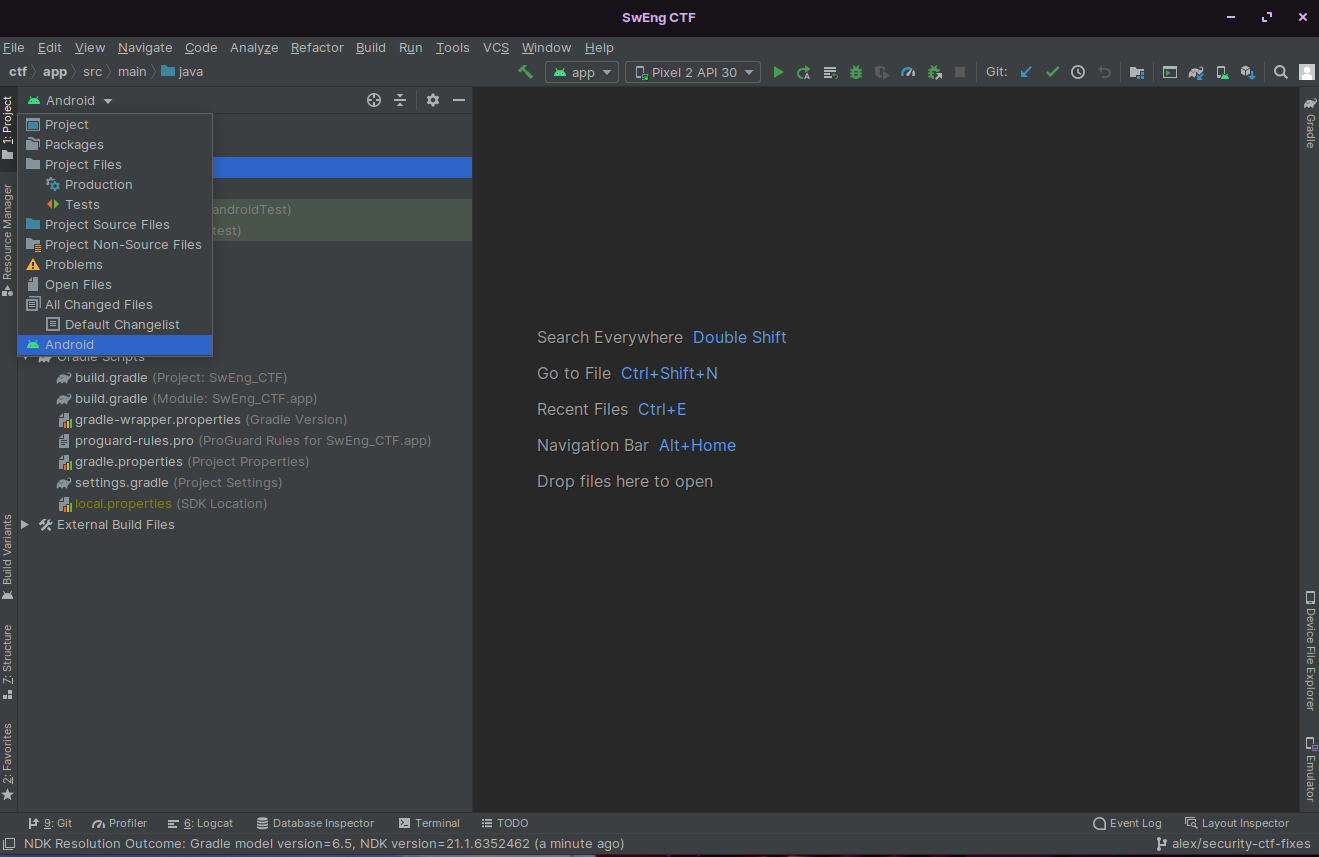 SwEng CTF
File Edit View Navigate Code Analyze Refactor Build Run Tools VCS Window Help
ctf app src main java
app
Pixel 2 API 30
Git:
Android
1: Project
Resource Manager
Build Variants
7: Structure
2: Favorites
Project
Packages
Project Files
Production
Tests
Project Source Files
Project Non-Source Files
Problems
Open Files
All Changed Files
Default Changelist
Android
androidTest)
test)
Gradle Scripts
build.gradle (Project: SwEng_CTF)
build.gradle (Module: SwEng_CTF.app)
gradle-wrapper.properties (Gradle Version)
proguard-rules.pro (ProGuard Rules for SwEng_CTF.app)
gradle.properties (Project Properties)
settings.gradle (Project Settings)
local.properties (SDK Location)
External Build Files
Search Everywhere Double Shift
Go to File Ctrl+Shift+N
Recent Files Ctrl+E
Navigation Bar Alt+Home
Drop files here to open
Gradle
Device File Explorer
Emulator
9: Git Profiler 6: Logcat Database Inspector Terminal TODO Event Log Layout Inspector
NDK Resolution Outcome: Gradle model version=6.5, NDK version=21.1.6352462 (a minute ago) alex/security-ctf-fixes